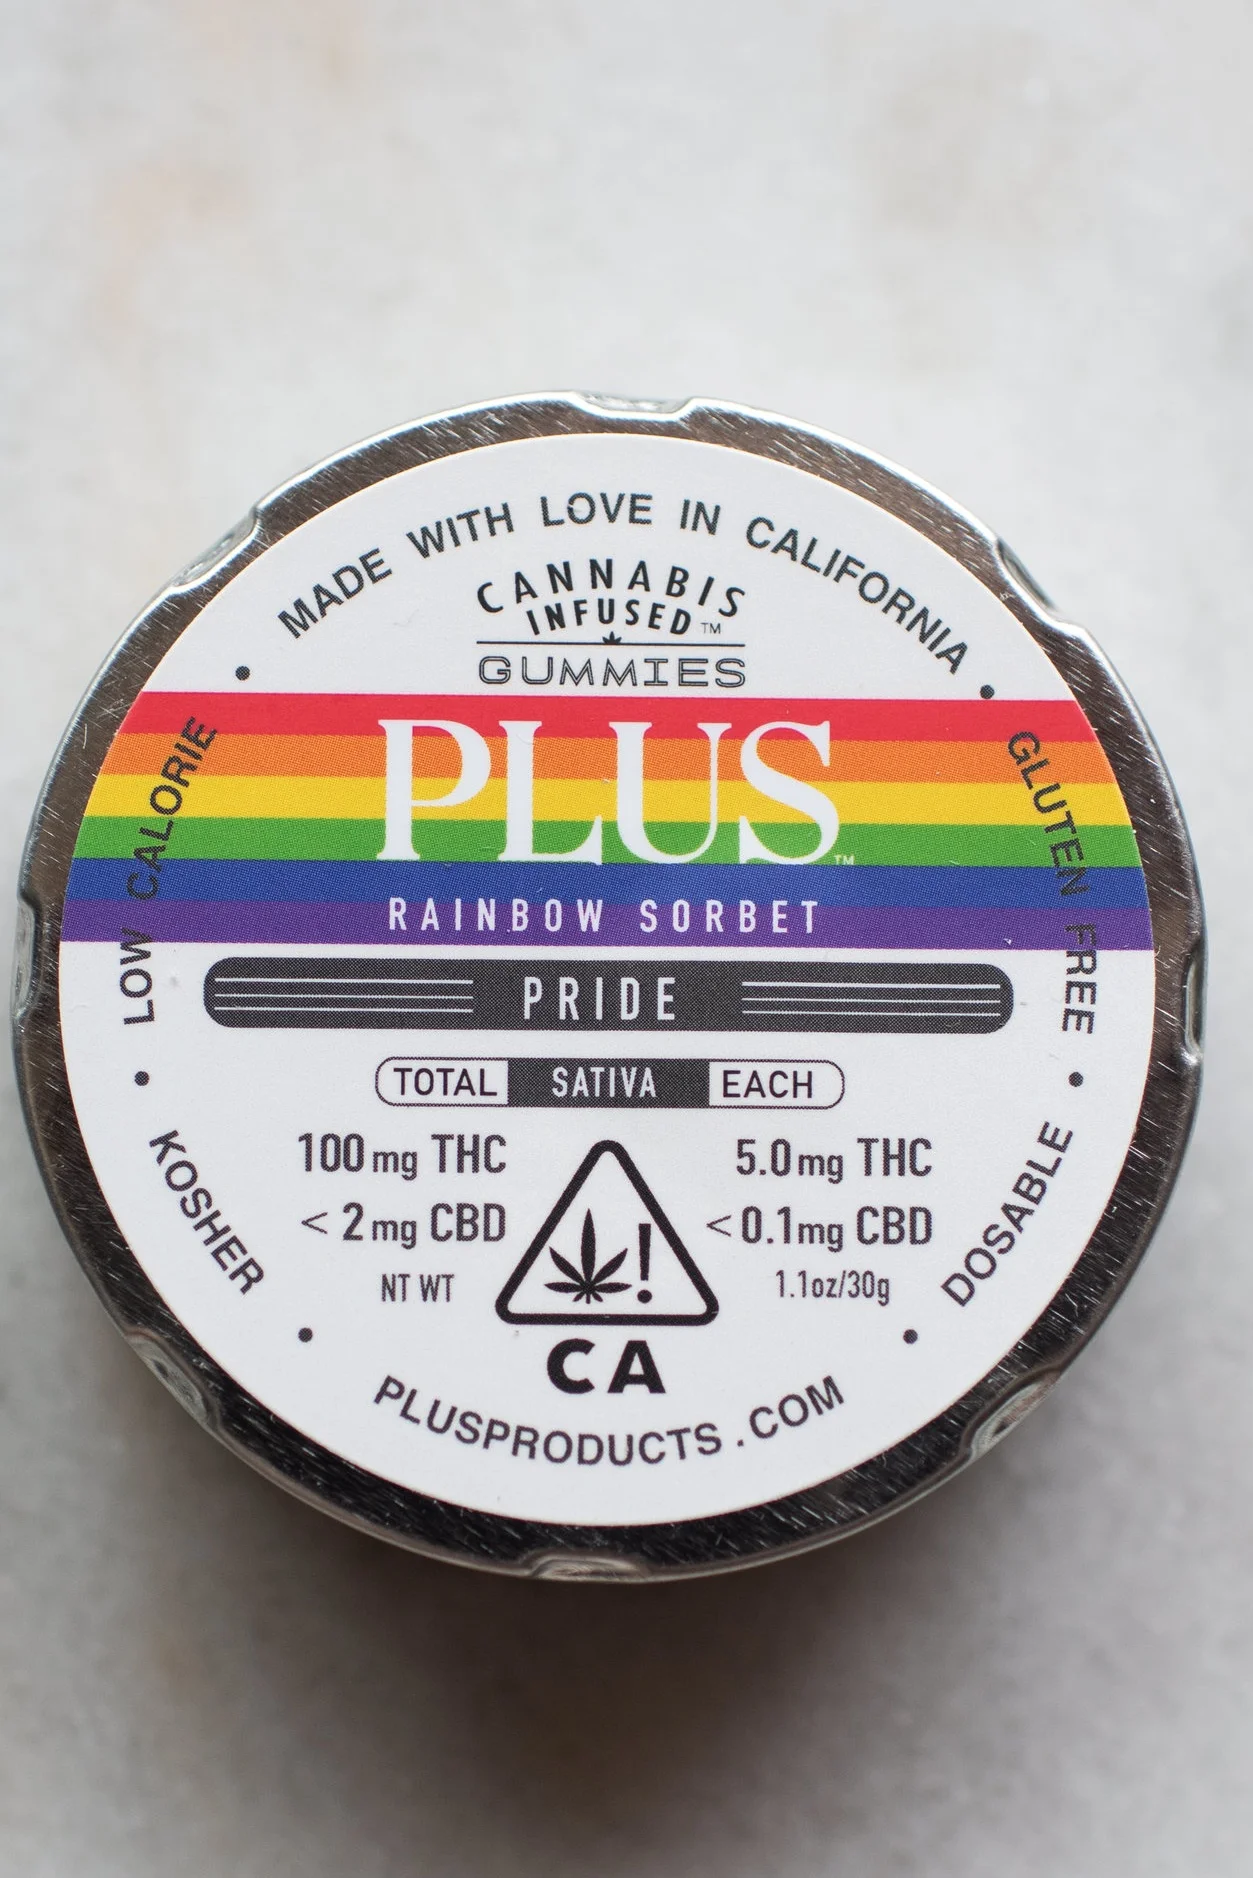 MADE WITH LOVE IN CALIFORNIA
CANNABIS
INFUSED™
GUMMIES
PLUS™
RAINBOW SORBET
PRIDE
TOTAL SATIVA EACH
100mg THC 5.0mg THC
< 2mg CBD <0.1mg CBD
NT WT 1.1oz/30g
!
CA
LOW CALORIE
GLUTEN FREE
KOSHER
DOSABLE
PLUSPRODUCTS.COM